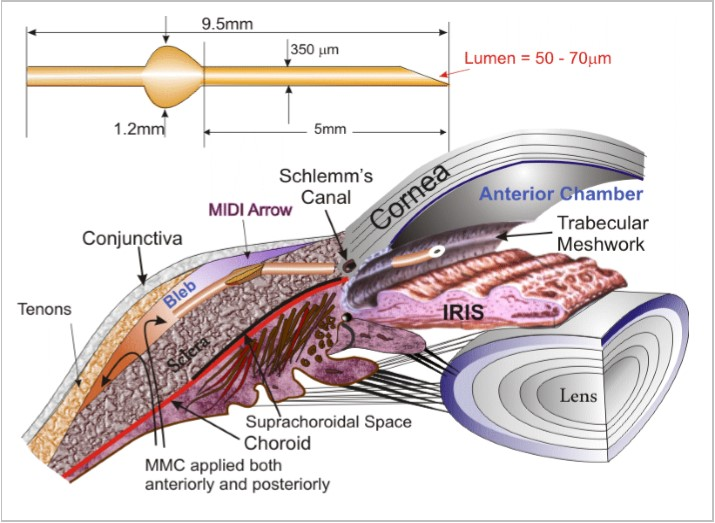 9.5mm
350 μm
Lumen = 50 - 70μm
1.2mm
5mm
Schlemm's
Canal
Cornea
Anterior Chamber
MIDI Arrow
Trabecular
Meshwork
Conjunctiva
Bleb
Tenons
IRIS
Sclera
Lens
Suprachoroidal Space
Choroid
MMC applied both
anteriorly and posteriorly